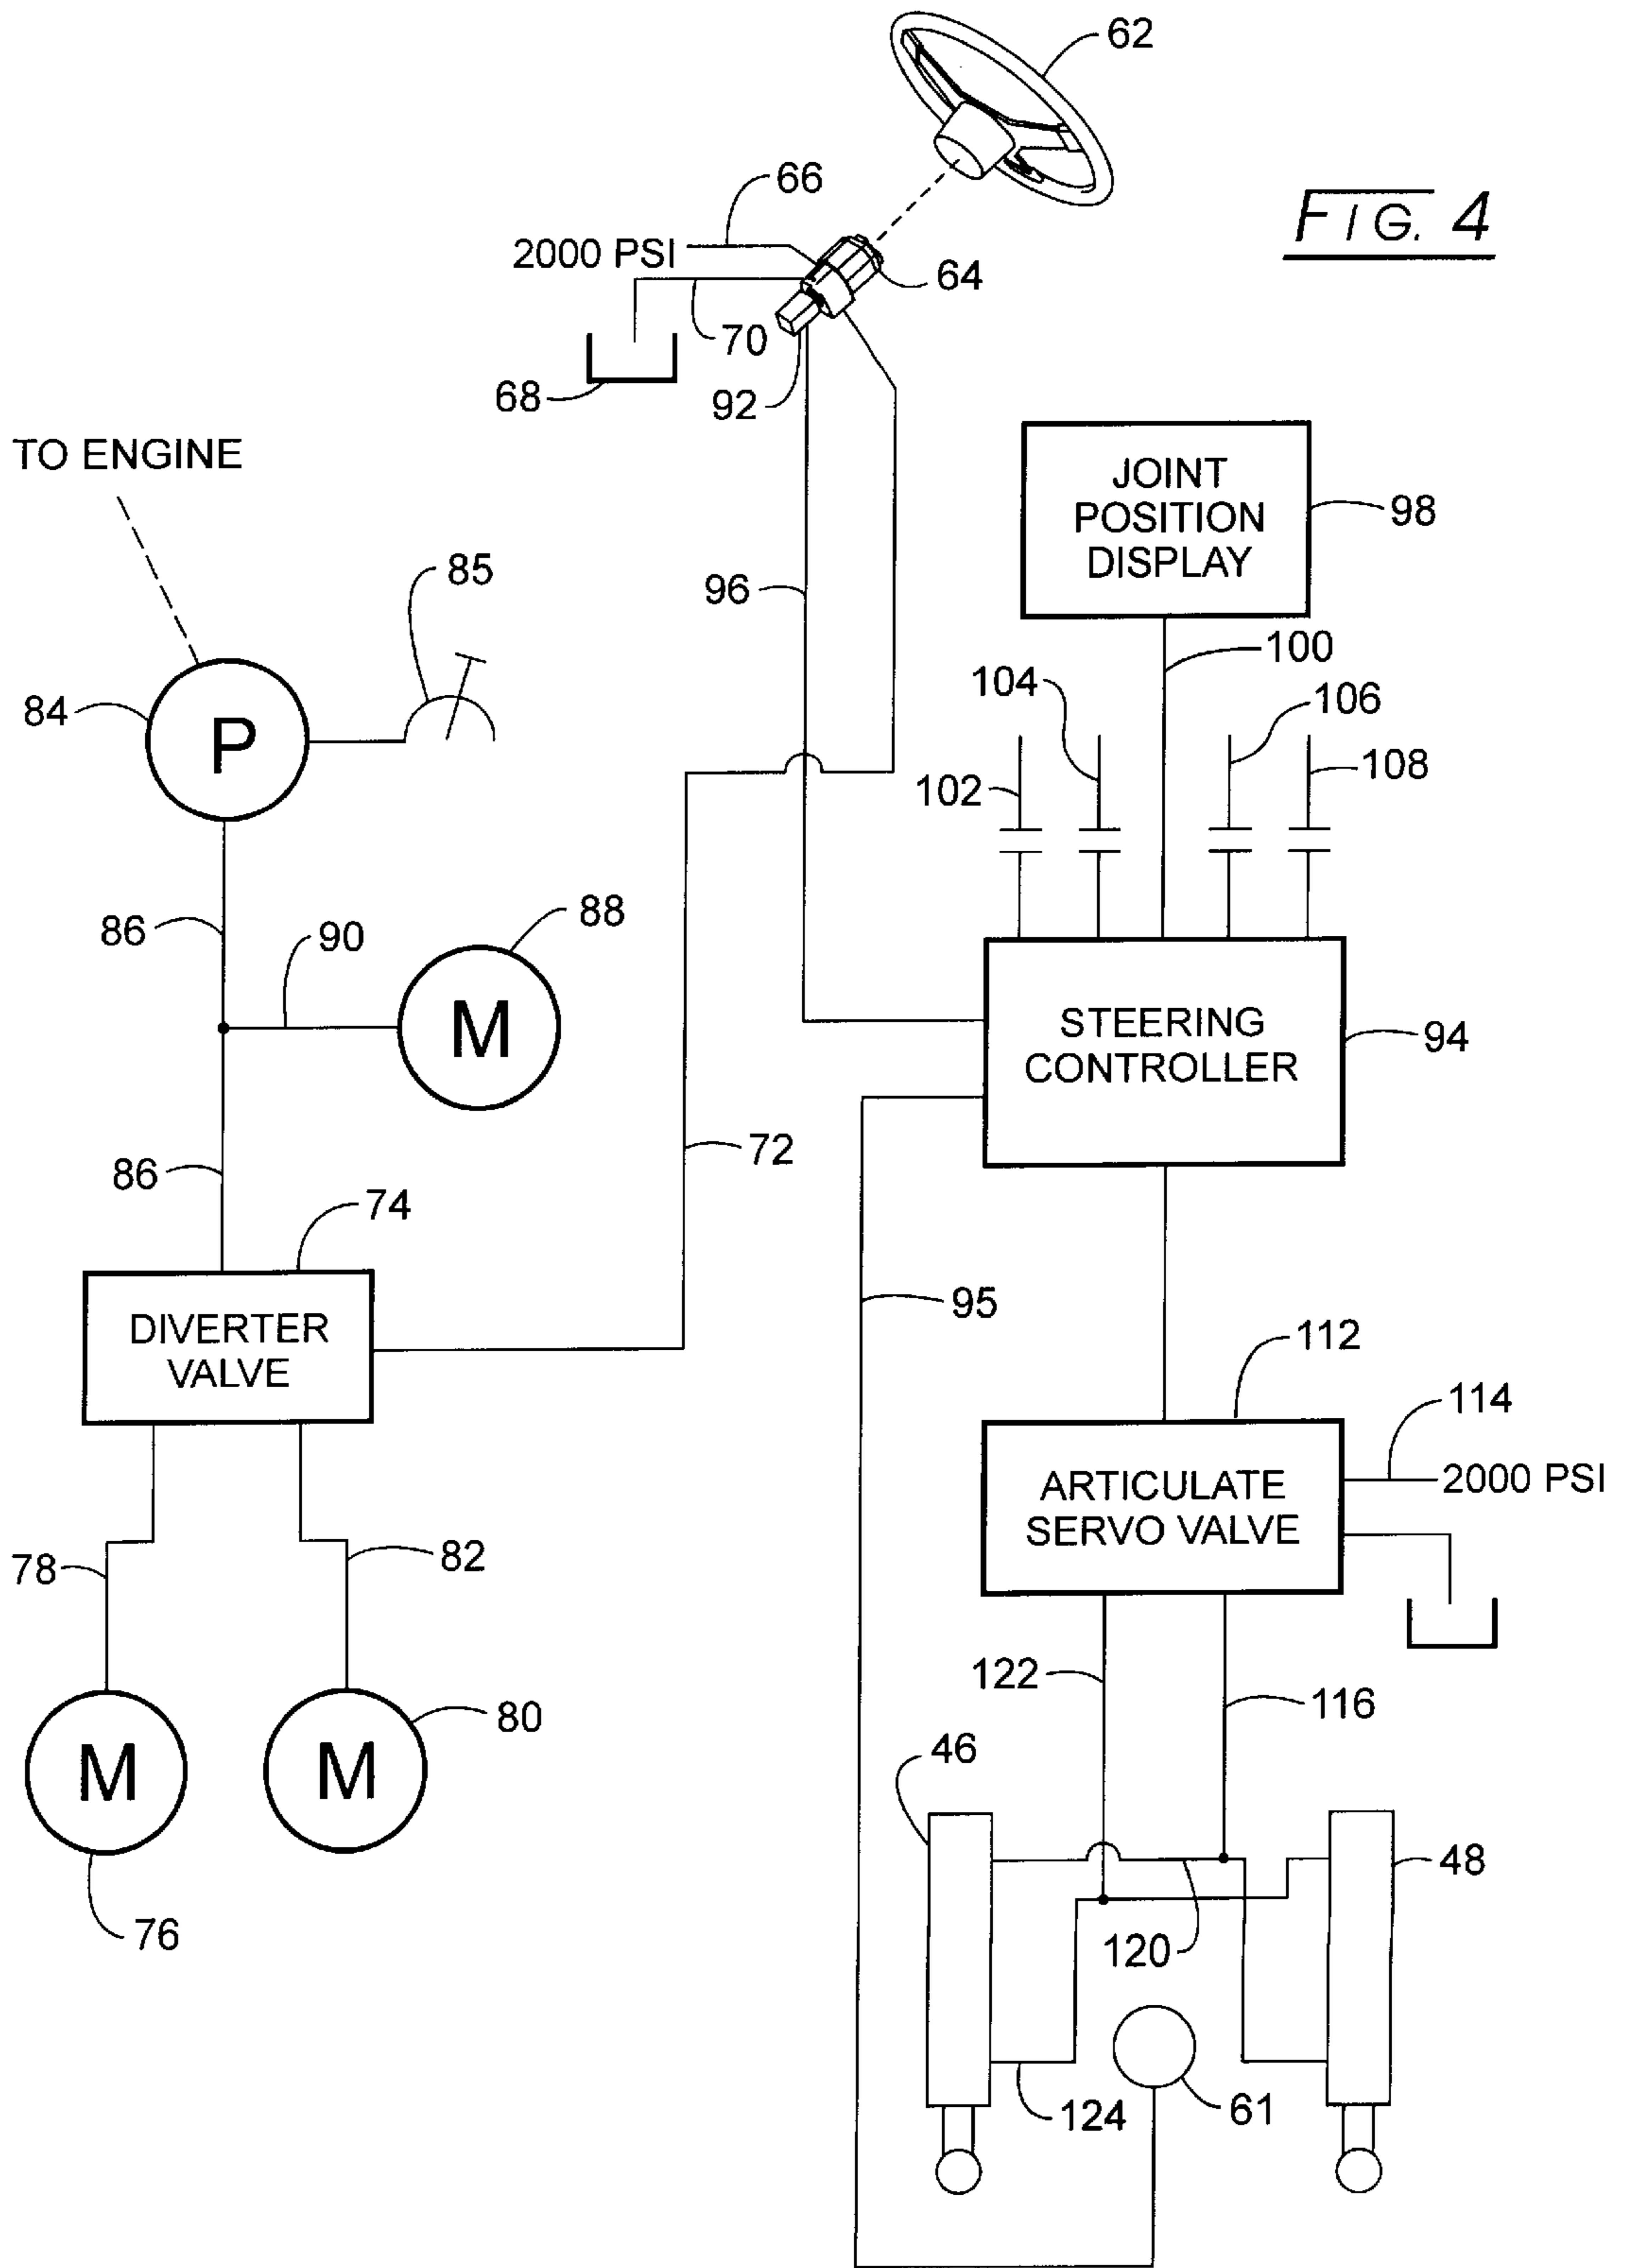 62
FIG. 4
66
2000 PSI
64
70
68
92
TO ENGINE
JOINT
POSITION
DISPLAY
98
85
96
100
104
106
84
P
102
108
86
90
88
M
STEERING
CONTROLLER
94
86
72
74
95
DIVERTER
VALVE
112
114
ARTICULATE
SERVO VALVE
2000 PSI
78
82
122
116
80
M
M
46
48
76
120
124
61